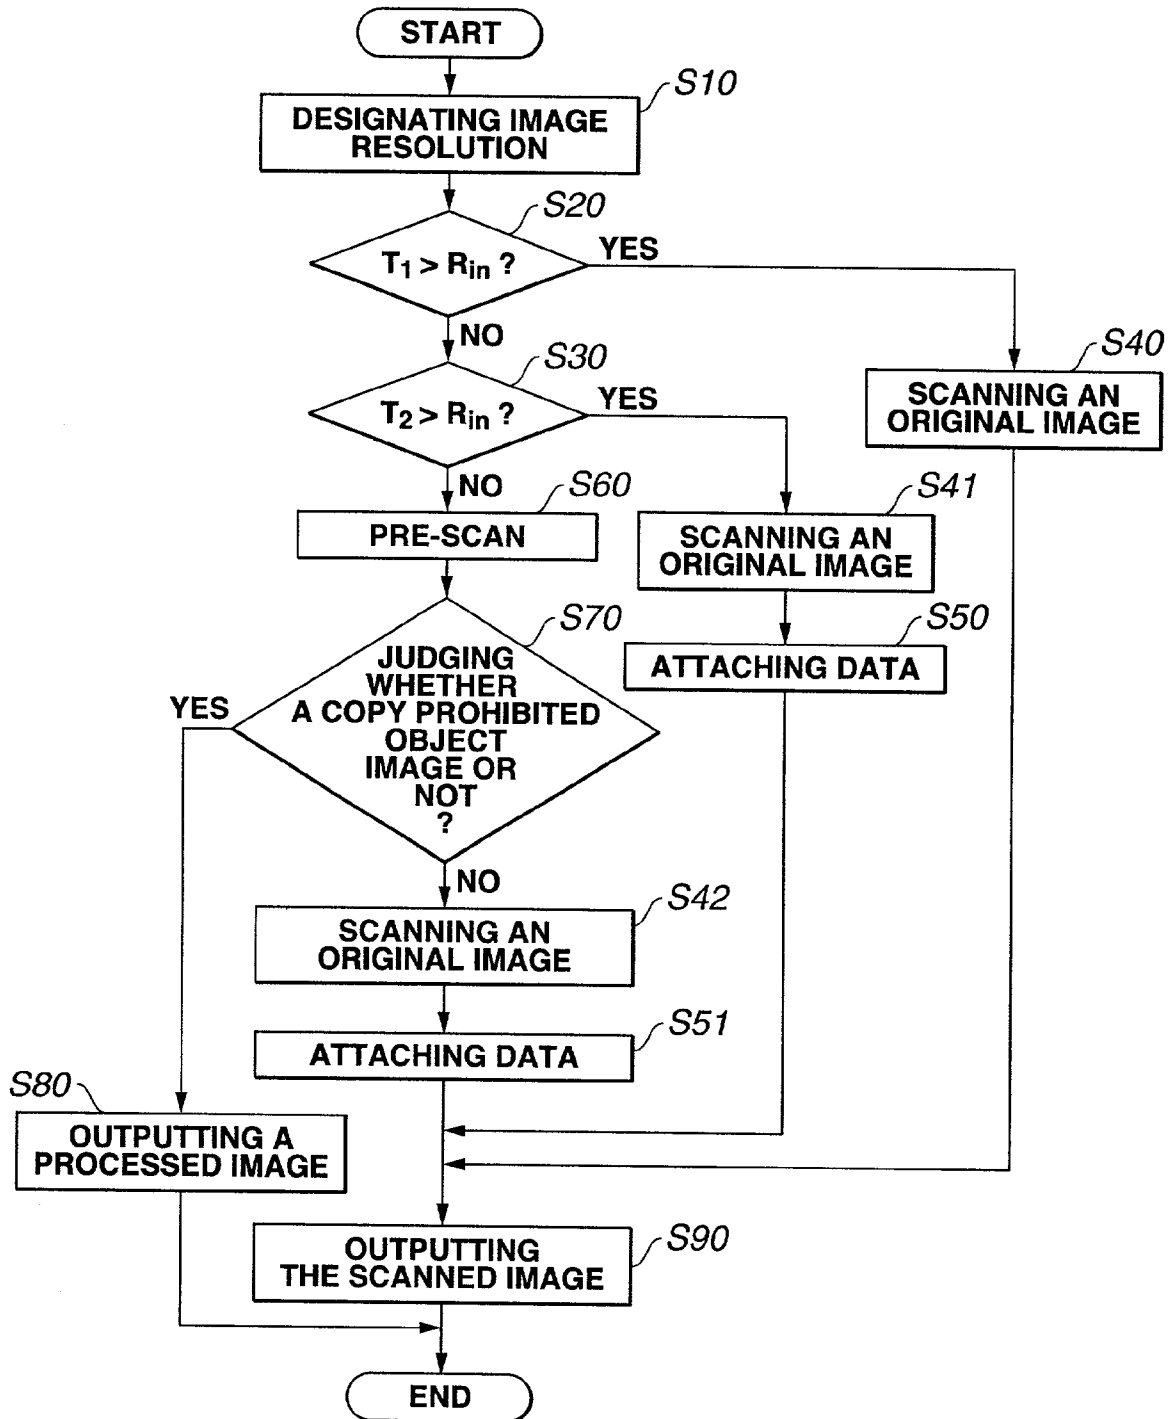 START
S10
DESIGNATING IMAGE
RESOLUTION
S20
T1 > Rin ?
YES
NO
S30
T2 > Rin ?
YES
NO
S40
SCANNING AN
ORIGINAL IMAGE
S60
PRE-SCAN
S41
SCANNING AN
ORIGINAL IMAGE
S50
ATTACHING DATA
S70
JUDGING
WHETHER
A COPY PROHIBITED
OBJECT
IMAGE OR
NOT
?
YES
NO
S42
SCANNING AN
ORIGINAL IMAGE
S51
ATTACHING DATA
S80
OUTPUTTING A
PROCESSED IMAGE
S90
OUTPUTTING
THE SCANNED IMAGE
END